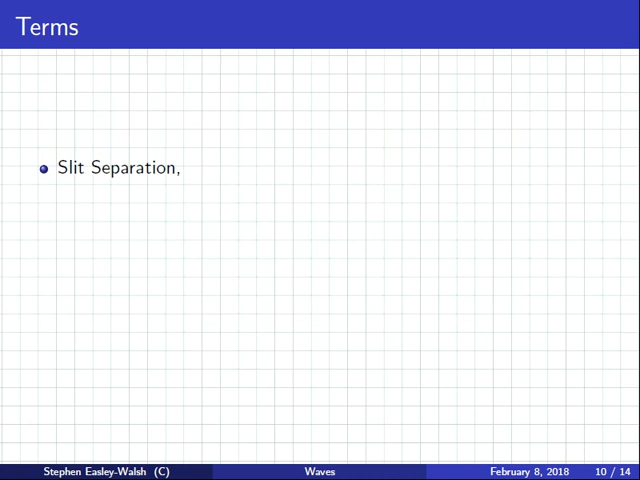 Terms
Slit Separation,
Stephen Easley-Walsh (C)
Waves
February 8, 2018
10 / 14